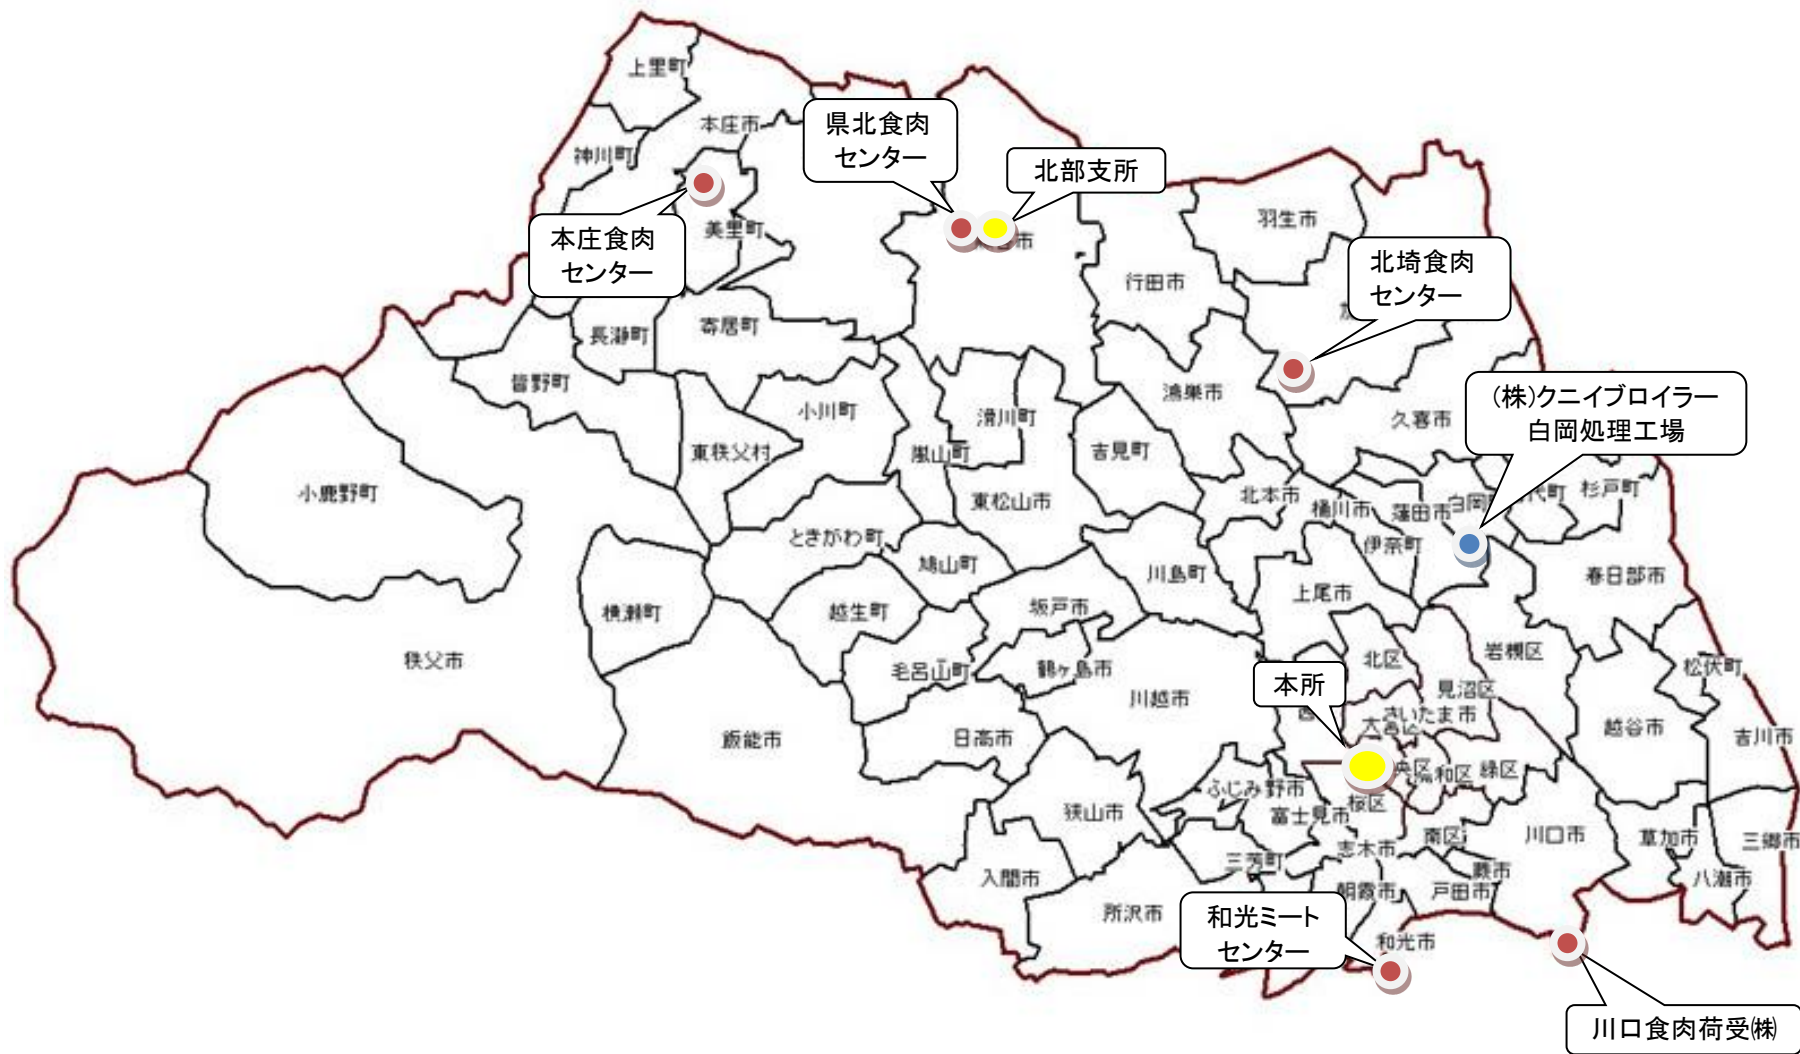 上里町
本庄市
神川町
県北食肉
センター
北部支所
本庄食肉
センター
美里町
羽生市
行田市
北埼食肉
センター
長瀞町
寄居町
皆野町
小川町
滑川町
鴻巣市
久喜市
(株)クニイブロイラー
白岡処理工場
東秩父村
嵐山町
吉見町
小鹿野町
東松山市
北本市
桶川市
蓮田市
白岡
代町
杉戸町
ときがわ町
鳩山町
川島町
伊奈町
春日部市
横瀬町
越生町
坂戸市
上尾市
秩父市
毛呂山町
鶴ヶ島市
北区
岩槻区
見沼区
松伏町
本所
川越市
さいたま市
飯能市
日高市
越谷市
吉川市
央区
和区
緑区
ふじみ野市
狭山市
富士見市
桜区
南区
川口市
草加市
三郷市
志木市
三芳町
蕨市
入間市
朝霞市
戸田市
八潮市
所沢市
和光ミート
センター
和光市
川口食肉荷受(株)